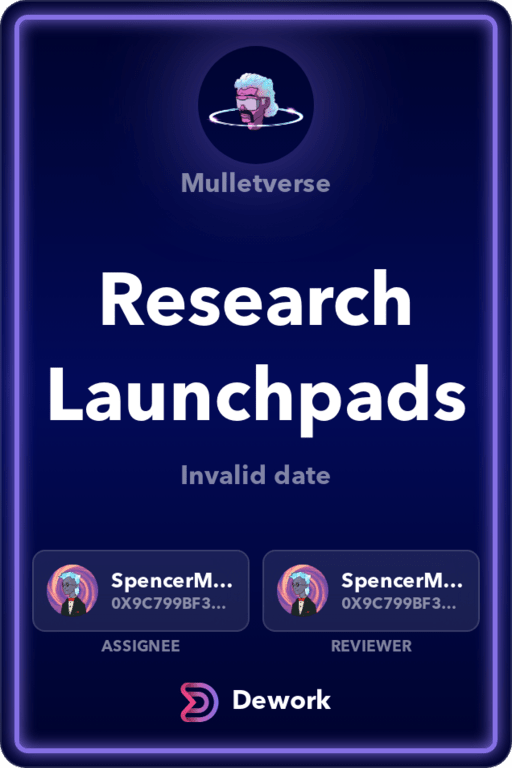 Mulletverse
Research
Launchpads
Invalid date
SpencerM...
0X9C799BF3...
ASSIGNEE
SpencerM...
0X9C799BF3...
REVIEWER
Dework